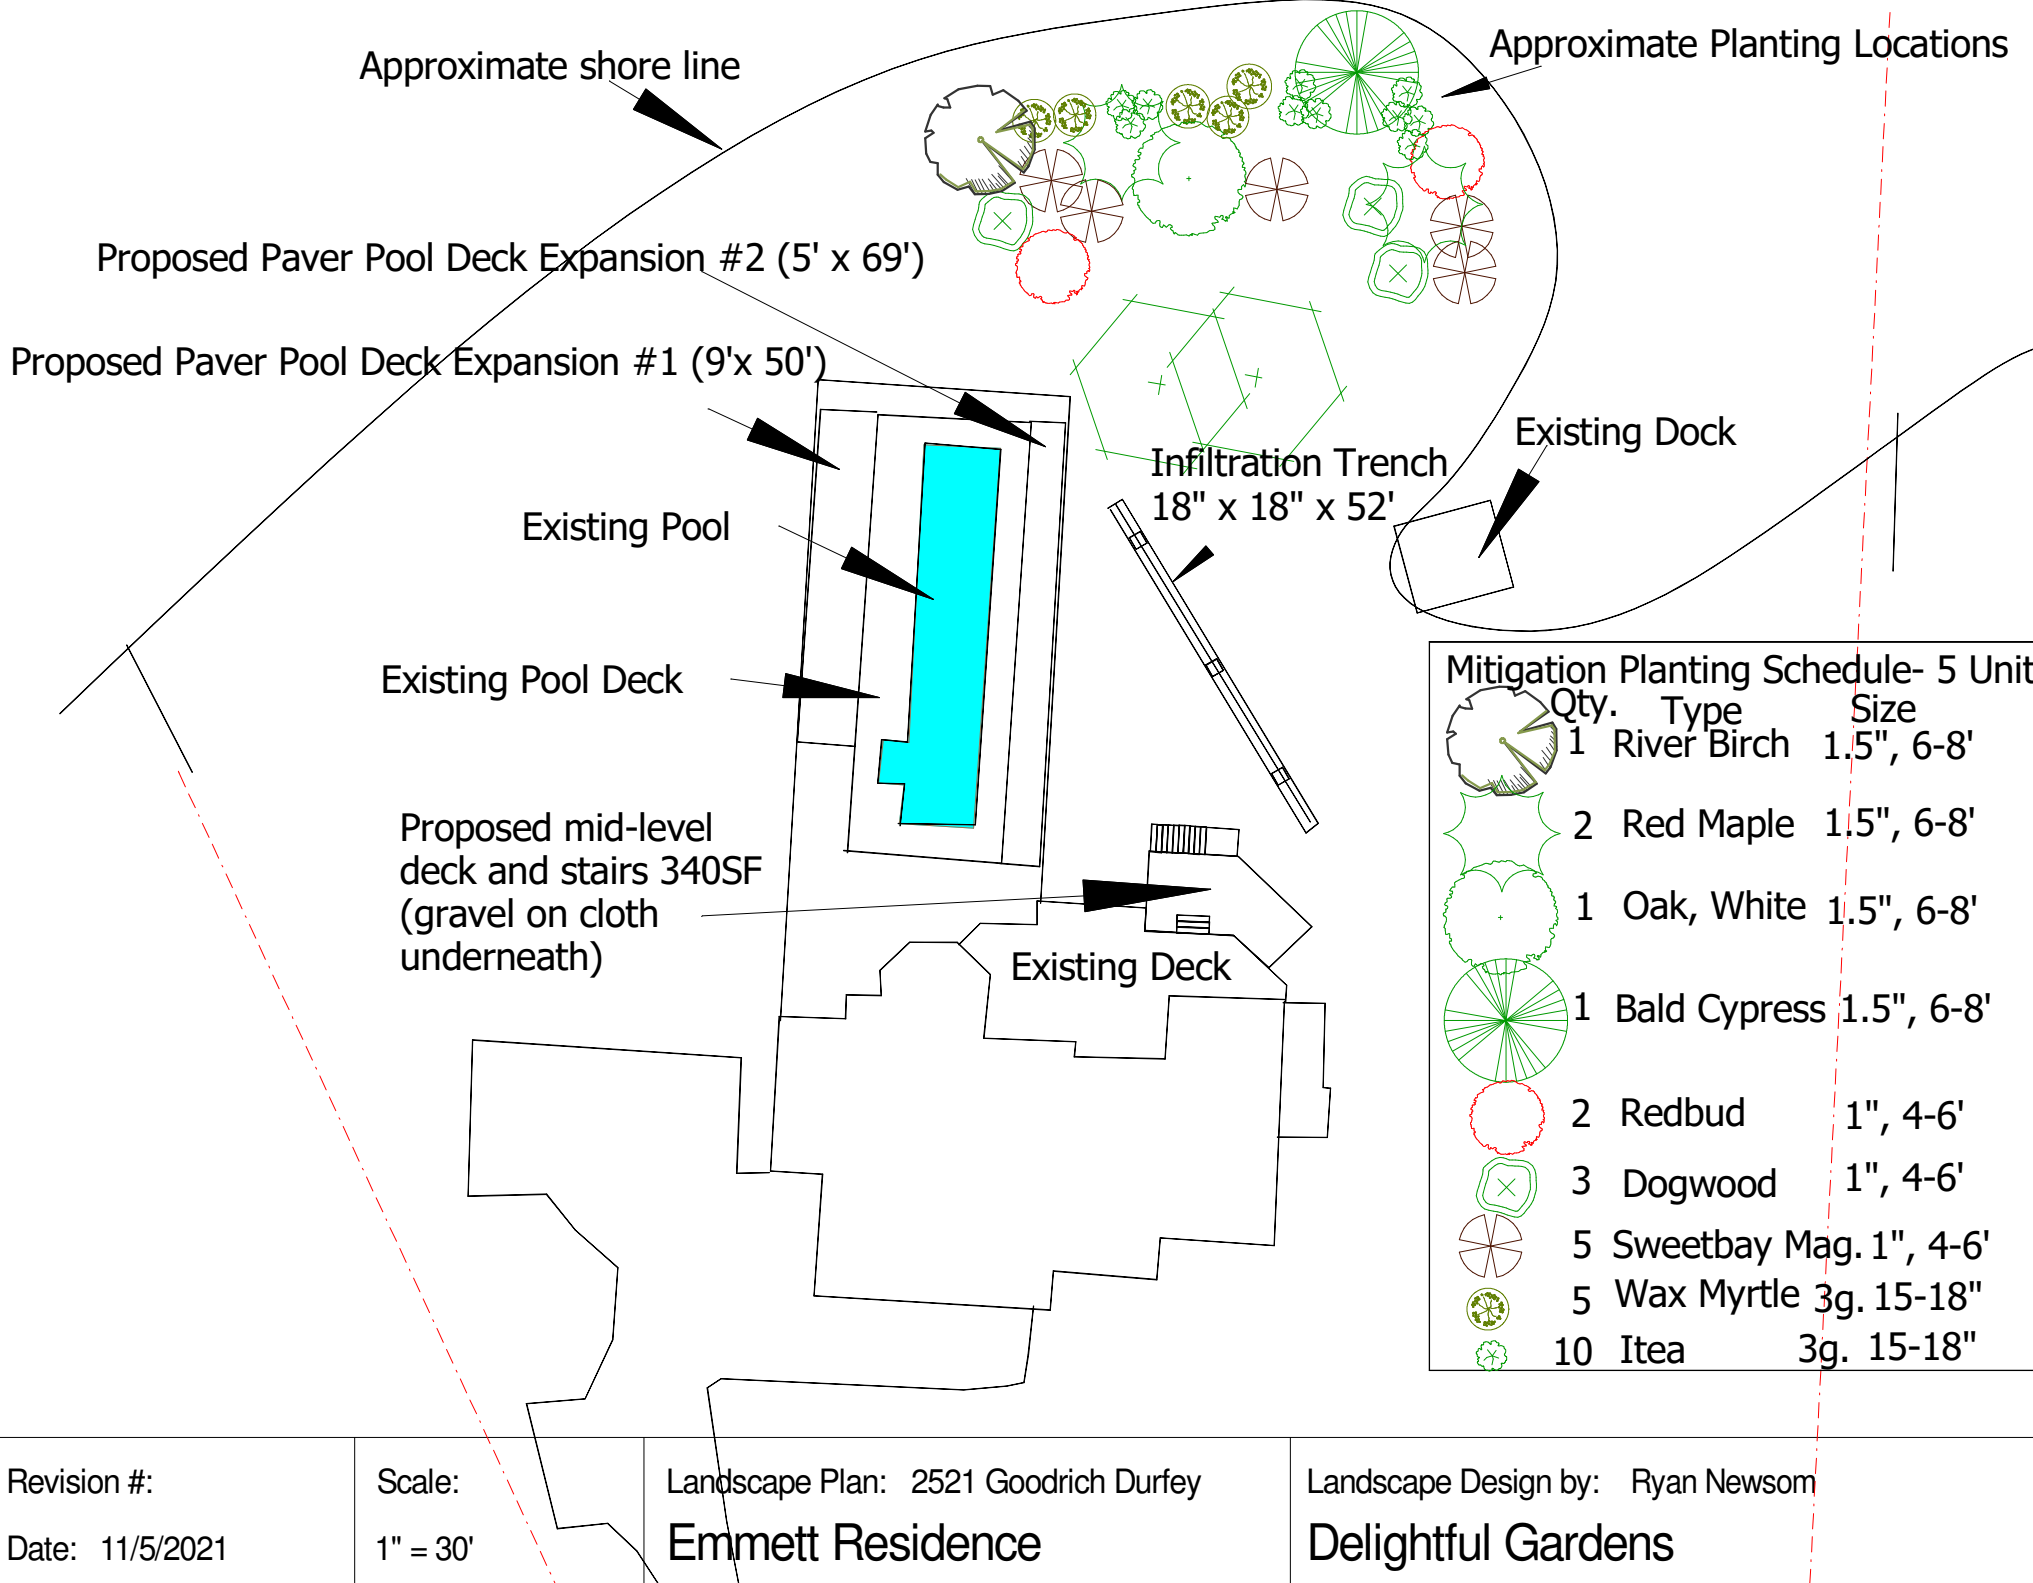 Approximate shore line
Approximate Planting Locations
Proposed Paver Pool Deck Expansion #2 (5' x 69')
Proposed Paver Pool Deck Expansion #1 (9'x 50')
Existing Dock
Infiltration Trench
18" x 18" x 52'
Existing Pool
Existing Pool Deck
Proposed mid-level
deck and stairs 340SF
(gravel on cloth
underneath)
Existing Deck
Mitigation Planting Schedule- 5 Unit
Qty. Type Size
1 River Birch 1.5", 6-8'
2 Red Maple 1.5", 6-8'
1 Oak, White 1.5", 6-8'
1 Bald Cypress 1.5", 6-8'
2 Redbud 1", 4-6'
3 Dogwood 1", 4-6'
5 Sweetbay Mag. 1", 4-6'
5 Wax Myrtle 3g. 15-18"
10 Itea 3g. 15-18"
Revision #:
Date: 11/5/2021
Scale:
1" = 30'
Landscape Plan: 2521 Goodrich Durfey
Emmett Residence
Landscape Design by: Ryan Newsom
Delightful Gardens